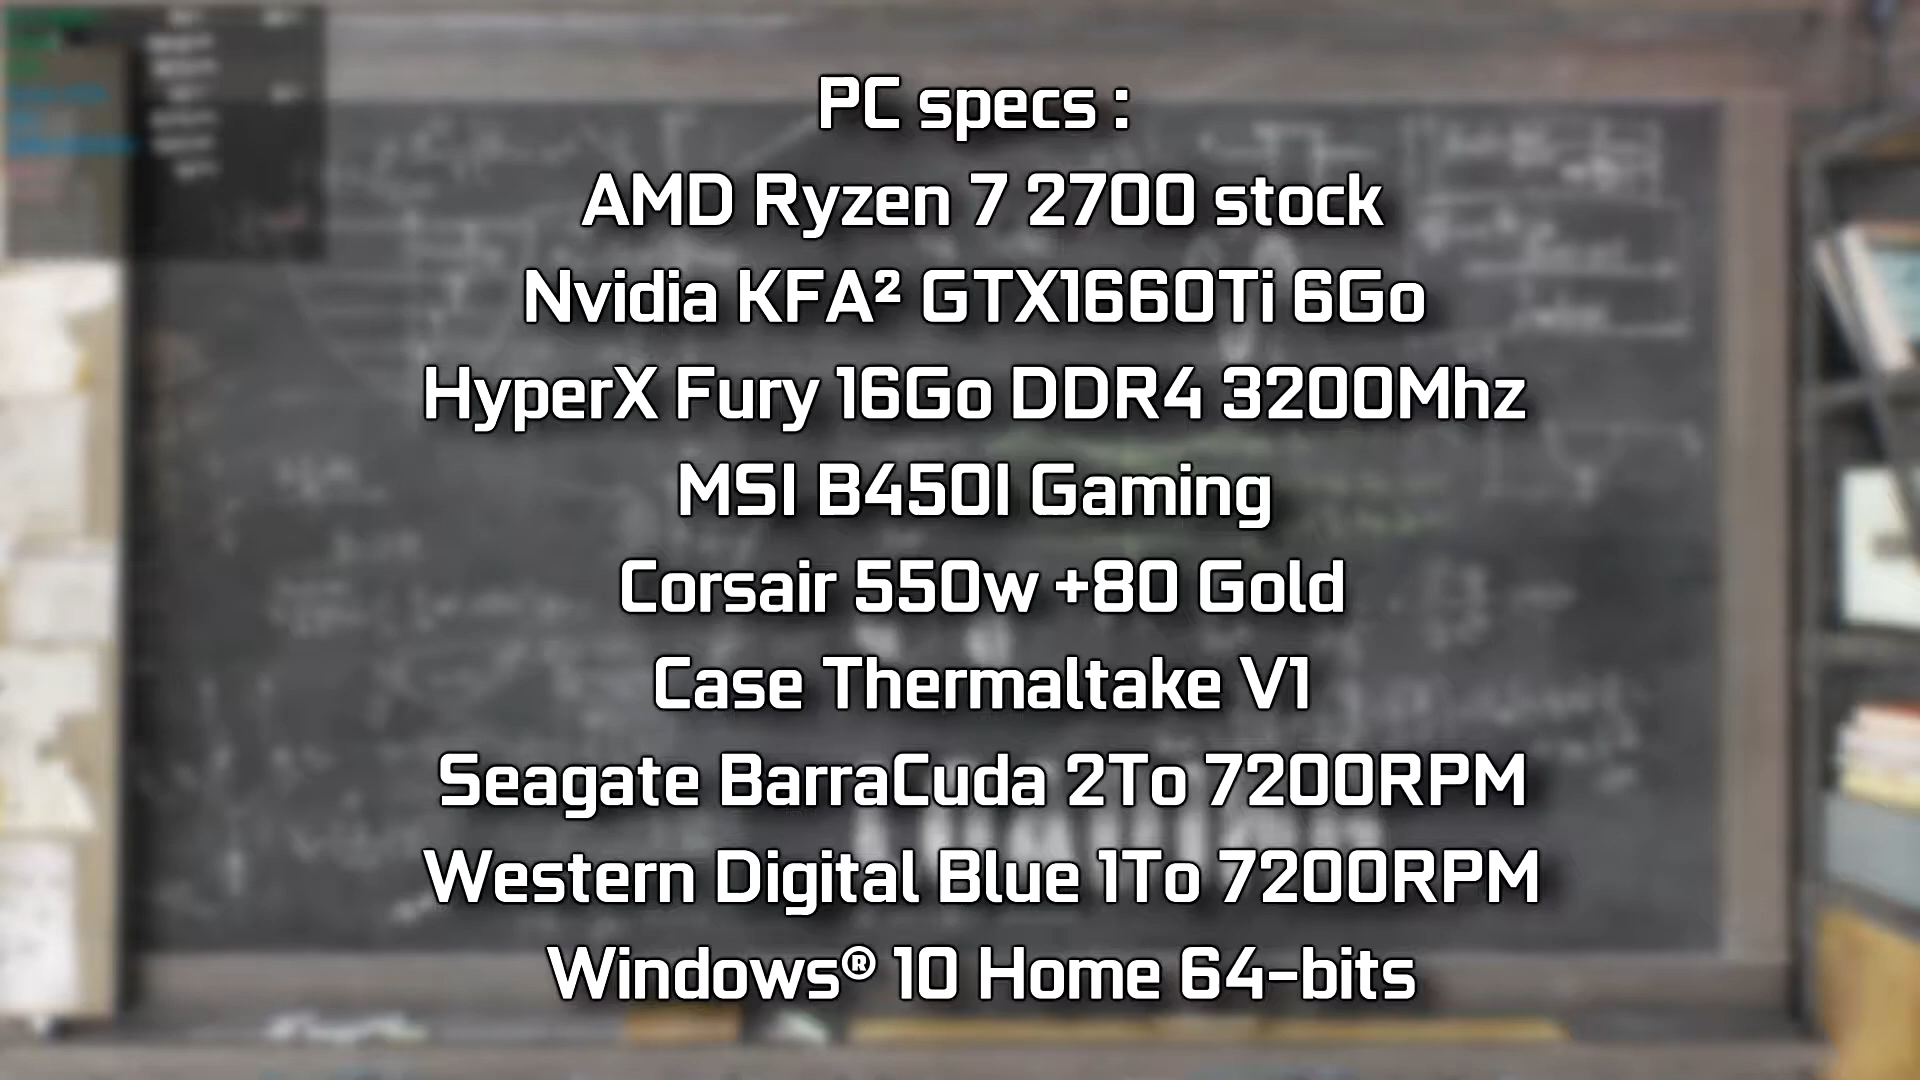 PC specs :
AMD Ryzen 7 2700 stock
Nvidia KFA² GTX1660Ti 6Go
HyperX Fury 16Go DDR4 3200Mhz
MSI B450I Gaming
Corsair 550w +80 Gold
Case Thermaltake V1
Seagate BarraCuda 2To 7200RPM
Western Digital Blue 1To 7200RPM
Windows® 10 Home 64-bits